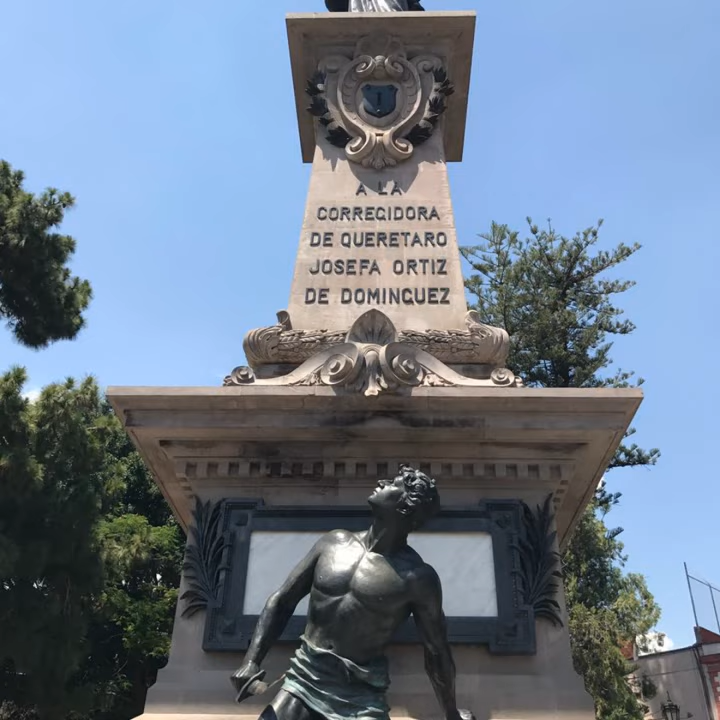 A LA
CORREGIDORA
DE QUERETARO
JOSEFA ORTIZ
DE DOMINGUEZ